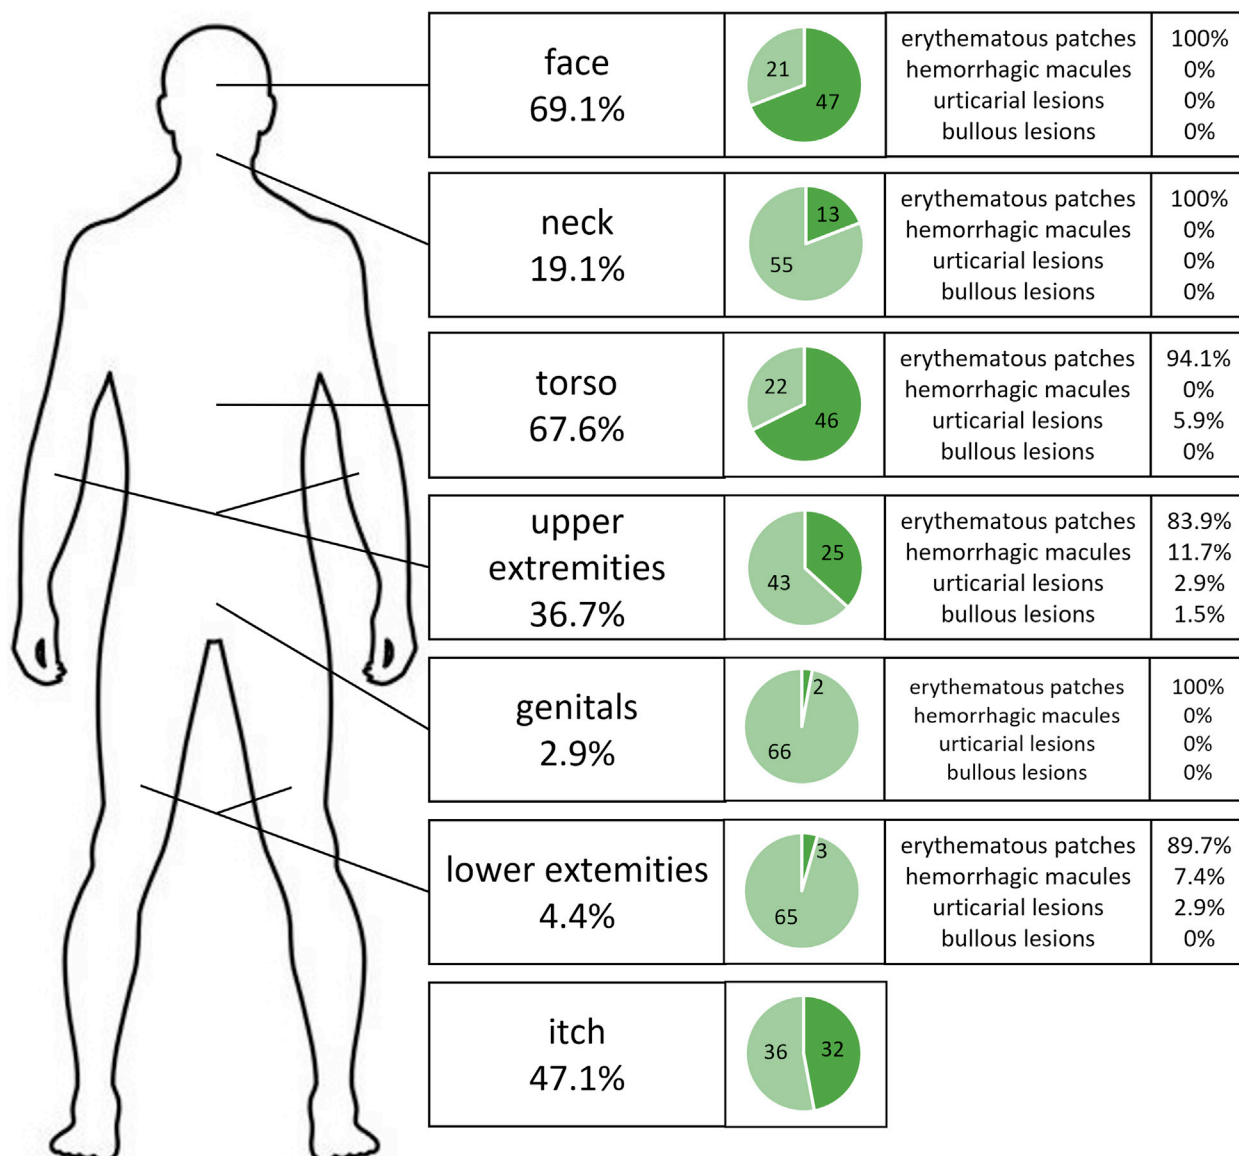 face
69.1%
21
47
erythematous patches 100%
hemorrhagic macules 0%
urticarial lesions 0%
bullous lesions 0%
neck
19.1%
13
55
erythematous patches 100%
hemorrhagic macules 0%
urticarial lesions 0%
bullous lesions 0%
torso
67.6%
22
46
erythematous patches 94.1%
hemorrhagic macules 0%
urticarial lesions 5.9%
bullous lesions 0%
upper
extremities
36.7%
25
43
erythematous patches 83.9%
hemorrhagic macules 11.7%
urticarial lesions 2.9%
bullous lesions 1.5%
genitals
2.9%
2
66
erythematous patches 100%
hemorrhagic macules 0%
urticarial lesions 0%
bullous lesions 0%
lower extemities
4.4%
3
65
erythematous patches 89.7%
hemorrhagic macules 7.4%
urticarial lesions 2.9%
bullous lesions 0%
itch
47.1%
36 32